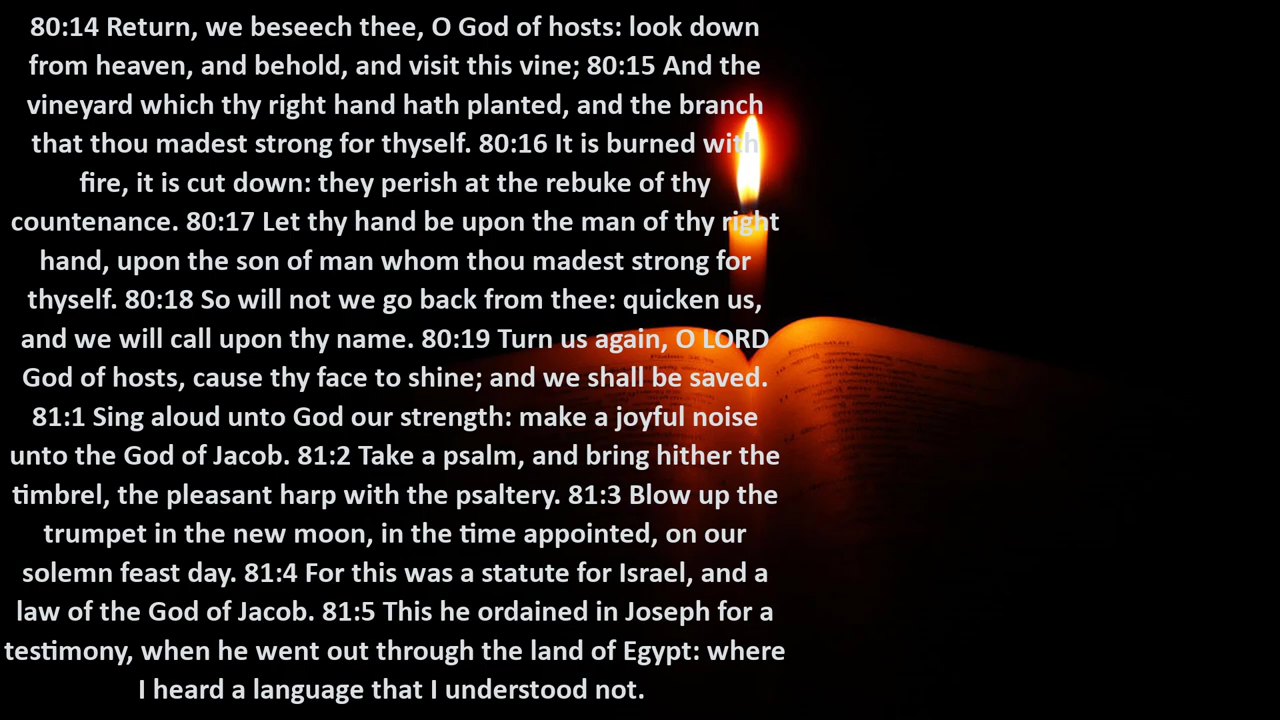 80:14 Return, we beseech thee, O God of hosts: look down
from heaven, and behold, and visit this vine; 80:15 And the
vineyard which thy right hand hath planted, and the branch
that thou madest strong for thyself. 80:16 It is burned with
fire, it is cut down: they perish at the rebuke of thy
countenance. 80:17 Let thy hand be upon the man of thy right
hand, upon the son of man whom thou madest strong for
thyself. 80:18 So will not we go back from thee: quicken us,
and we will call upon thy name. 80:19 Turn us again, O LORD
God of hosts, cause thy face to shine; and we shall be saved.
81:1 Sing aloud unto God our strength: make a joyful noise
unto the God of Jacob. 81:2 Take a psalm, and bring hither the
timbrel, the pleasant harp with the psaltery. 81:3 Blow up the
trumpet in the new moon, in the time appointed, on our
solemn feast day. 81:4 For this was a statute for Israel, and a
law of the God of Jacob. 81:5 This he ordained in Joseph for a
testimony, when he went out through the land of Egypt: where
I heard a language that I understood not.